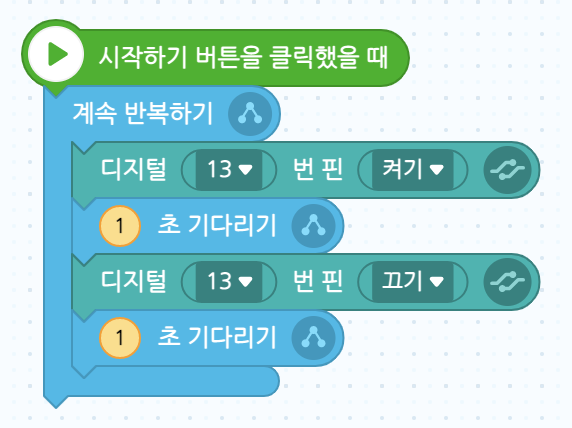 시작하기 버튼을 클릭했을 때
계속 반복하기
디지털 13 번 핀 켜기
1 초 기다리기
디지털 13 번 핀 끄기
1 초 기다리기